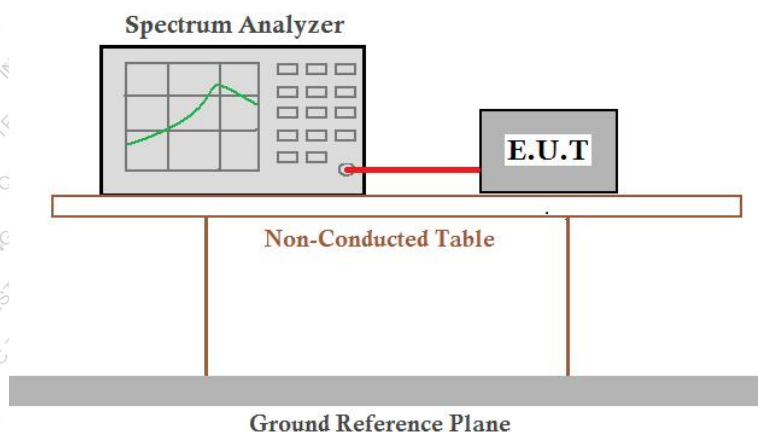 Spectrum Analyzer
E.U.T
Non-Conducted Table
Ground Reference Plane